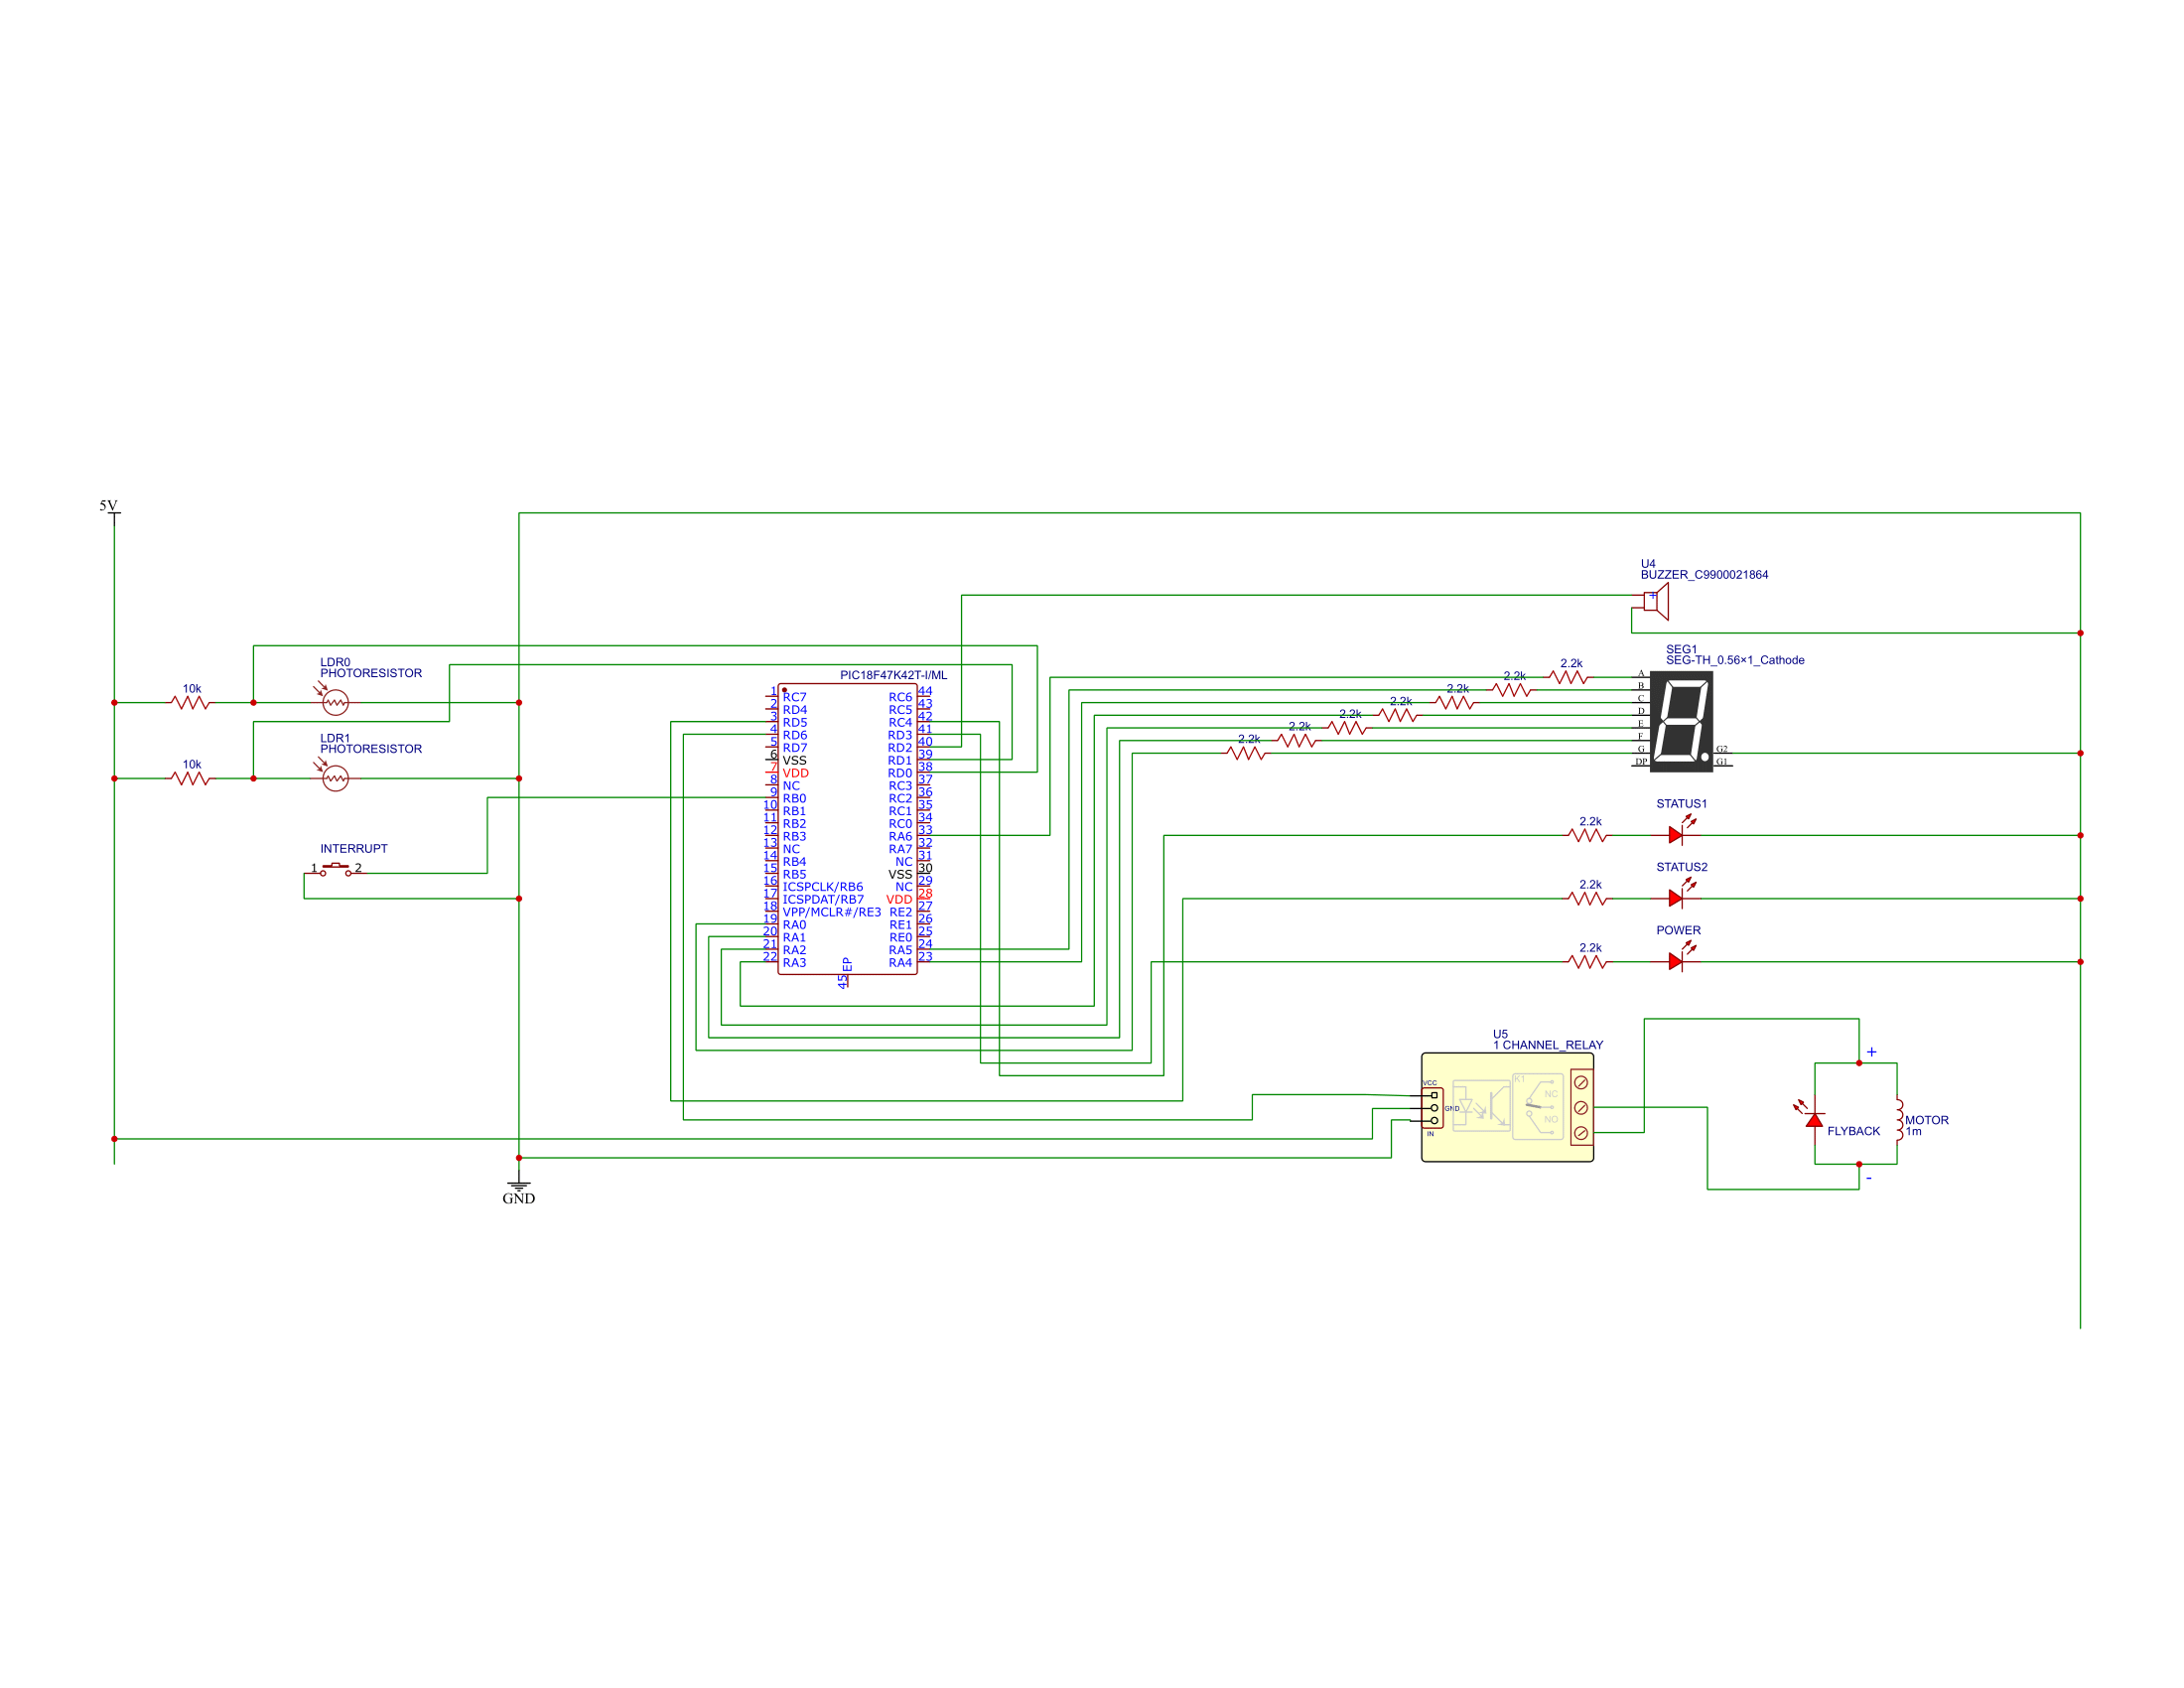 5V
U4
BUZZER_C9900021864
LDR0
PHOTORESISTOR
10k
LDR1
PHOTORESISTOR
10k
INTERRUPT
1 2
GND
PIC18F47K42T-I/ML
1 RC7 RC6 44
2 RD4 RC5 43
3 RD5 RC4 42
4 RD6 RD3 41
5 RD7 RD2 40
6 VSS RD1 39
7 VDD RD0 38
8 NC RC3 37
9 RB0 RC2 36
10 RB1 RC1 35
11 RB2 RC0 34
12 RB3 RA6 33
13 NC RA7 32
14 RB4 NC 31
15 RB5 VSS 30
16 ICSPCLK/RB6 NC 29
17 ICSPDAT/RB7 VDD 28
18 VPP/MCLR#/RE3 RE2 27
19 RA0 RE1 26
20 RA1 RE0 25
21 RA2 RA5 24
22 RA3 RA4 23
45 EP
SEG1
SEG-TH_0.56×1_Cathode
2.2k
2.2k
2.2k
2.2k
2.2k
2.2k
2.2k
A
B
C
D
E
F
G G2
DP G1
STATUS1
2.2k
STATUS2
2.2k
POWER
2.2k
U5
1 CHANNEL_RELAY
VCC
GND
IN
K1
NC
NO
+
FLYBACK
MOTOR
1m
-